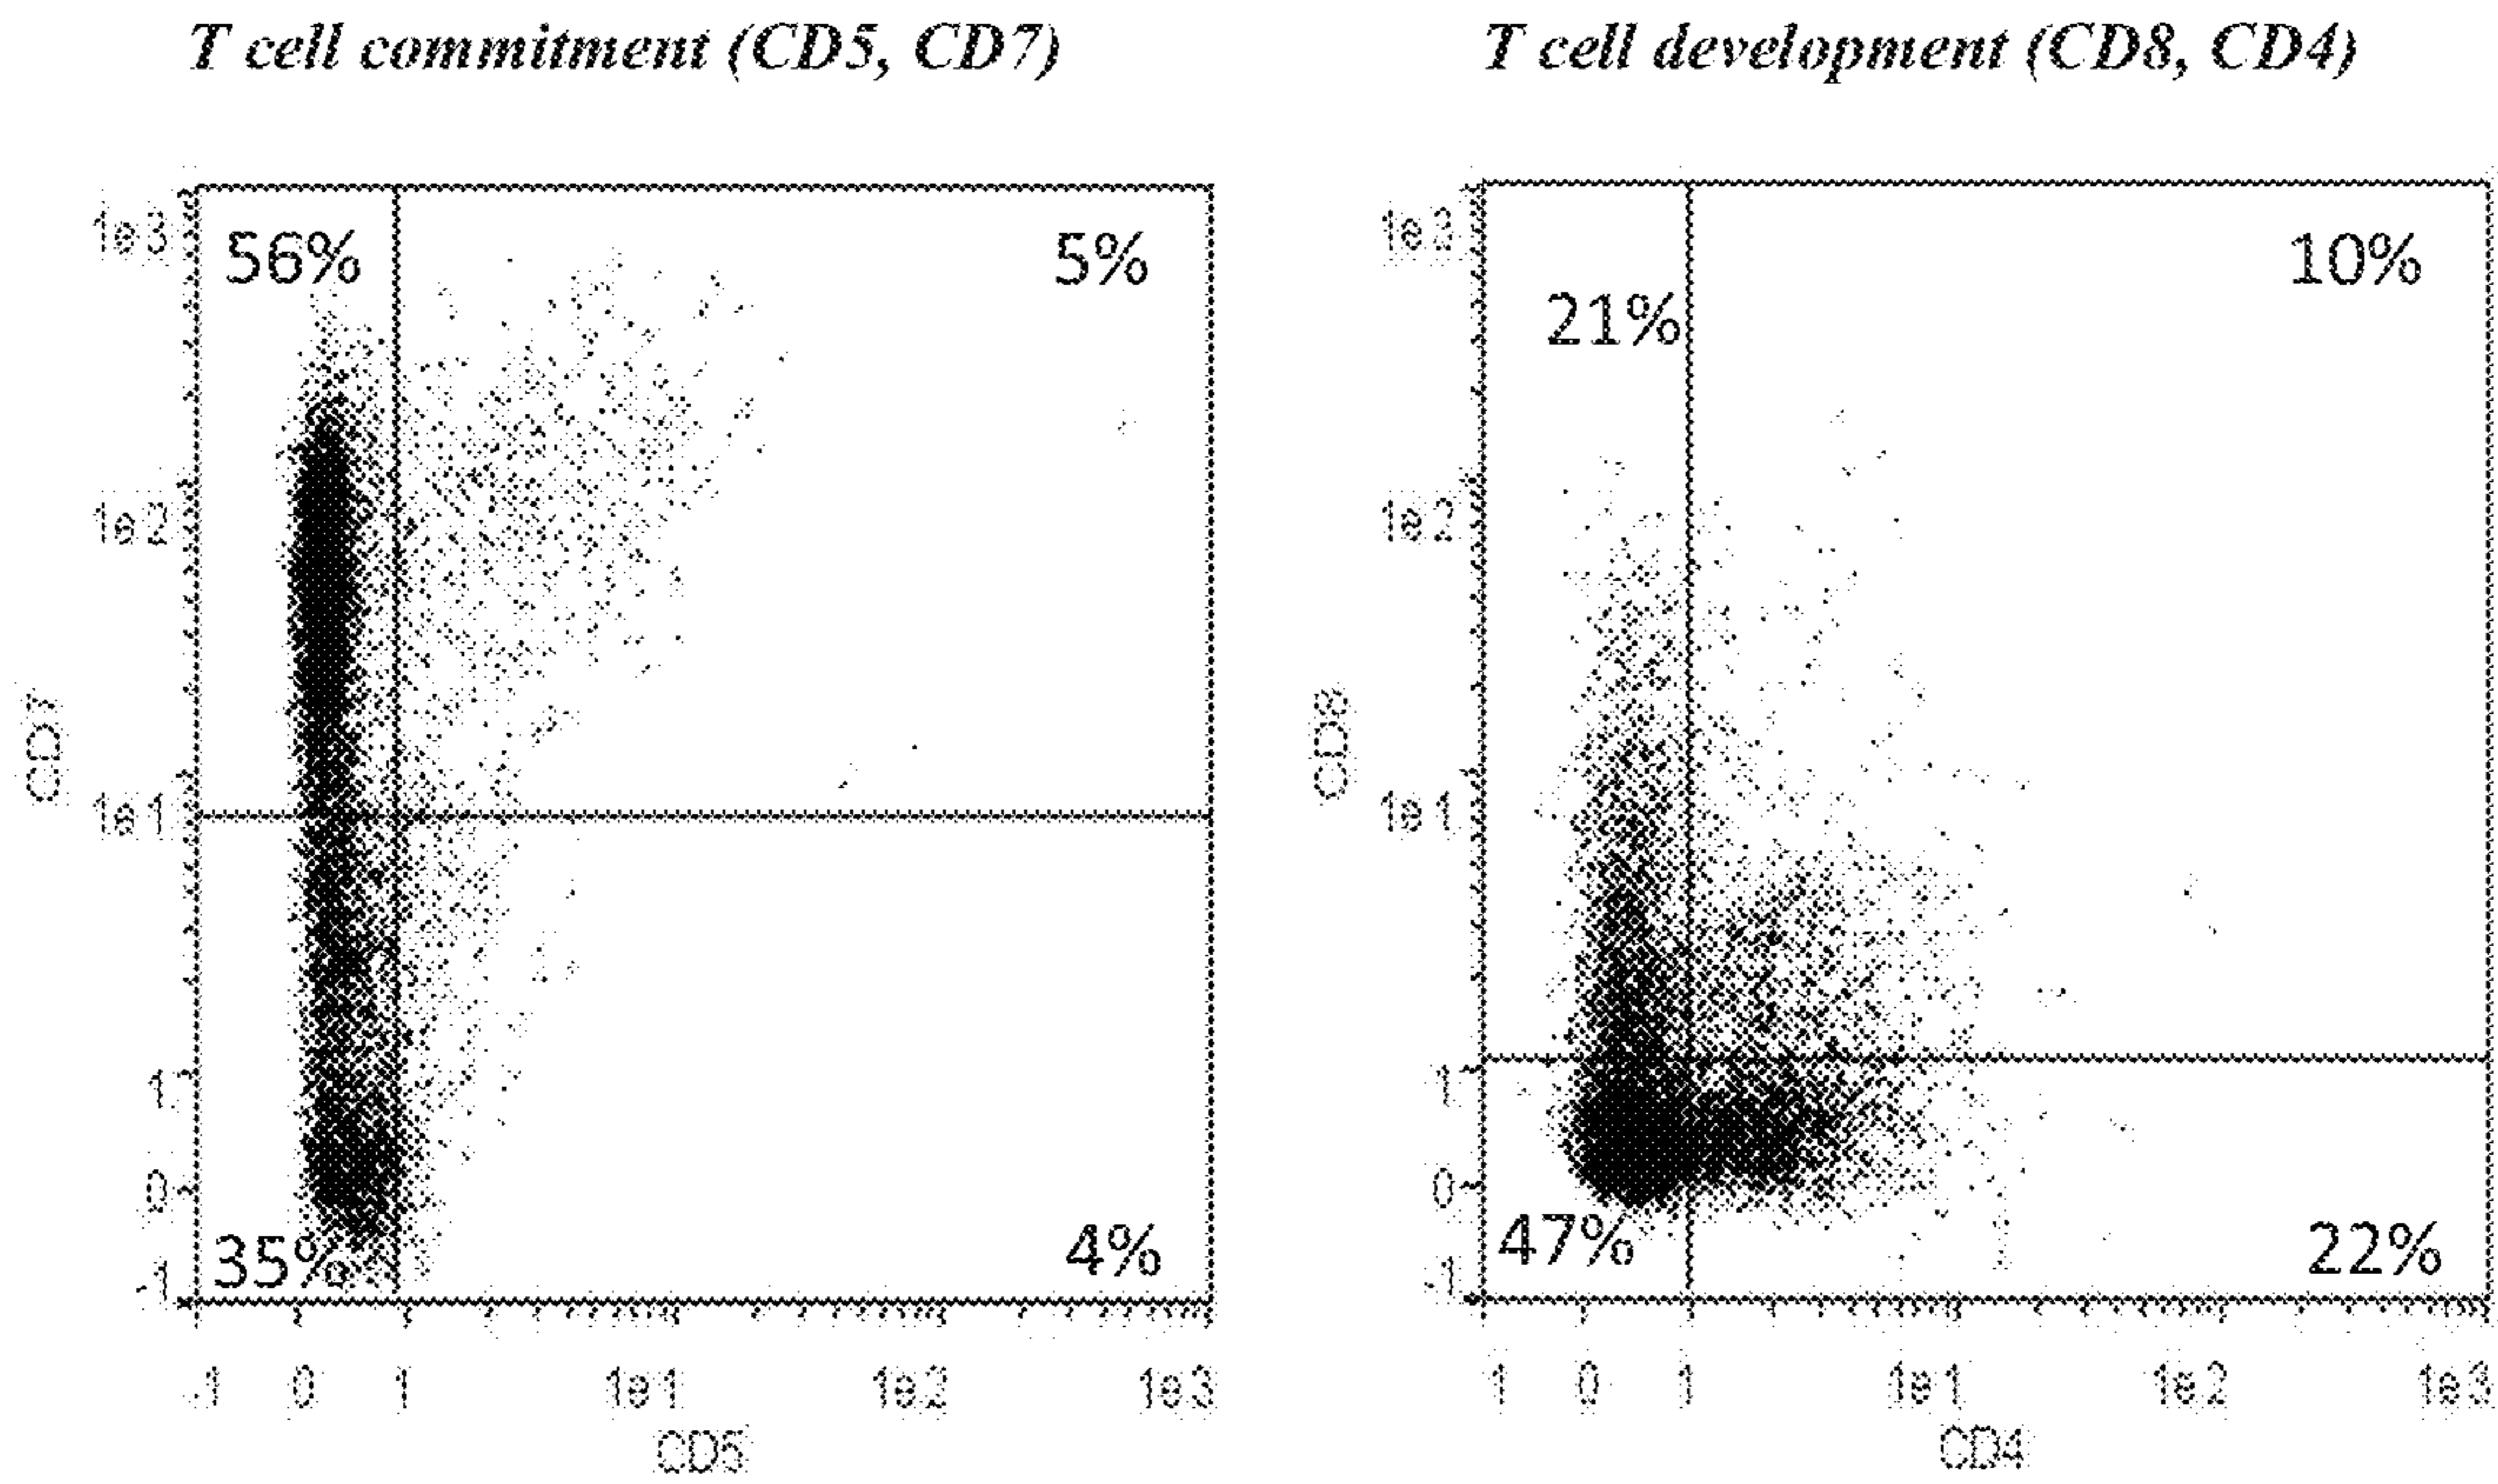 T cell commitment (CD5, CD7)
1e3
56%
5%
1e2
CD7
1e1
1
0
35%
4%
-1
-1 0 1 1e1 1e2 1e3
CD5
T cell development (CD8, CD4)
1e3
10%
21%
1e2
CD8
1e1
1
0
47%
22%
-1
-1 0 1 1e1 1e2 1e3
CD4